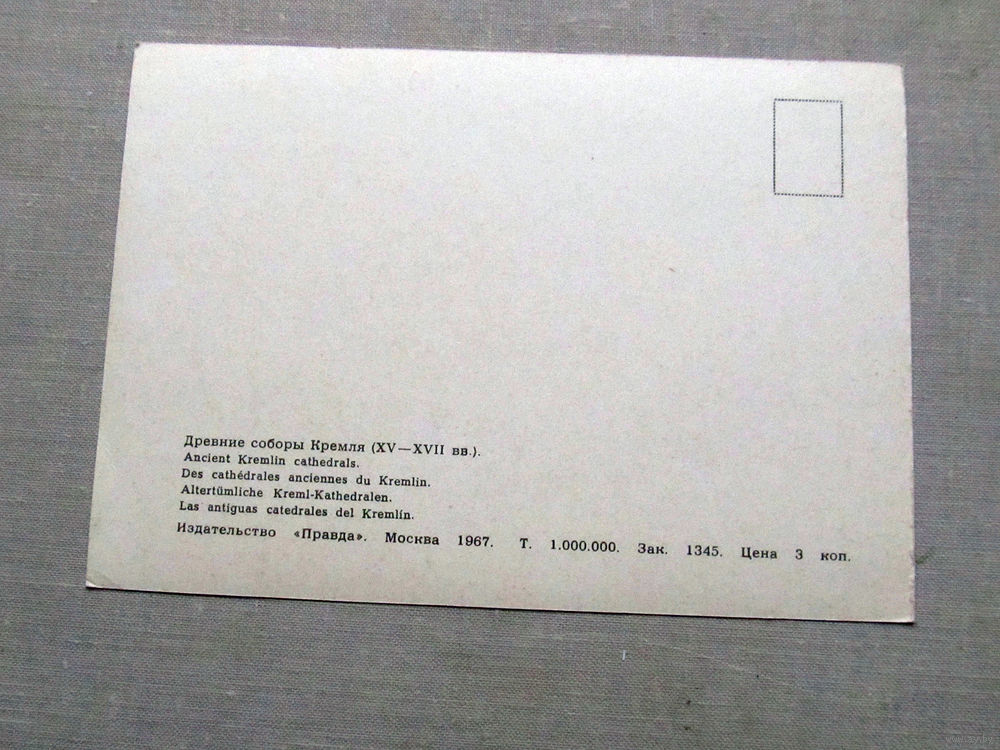 Древние соборы Кремля (XV—XVII вв.).
Ancient Kremlin cathedrals.
Des cathédrales anciennes du Kremlin.
Altertümliche Kreml-Kathedralen.
Las antiguas catedrales del Kremlin.
Издательство «Правда». Москва 1967. Т. 1.000.000. Зак. 1345. Цена 3 коп.